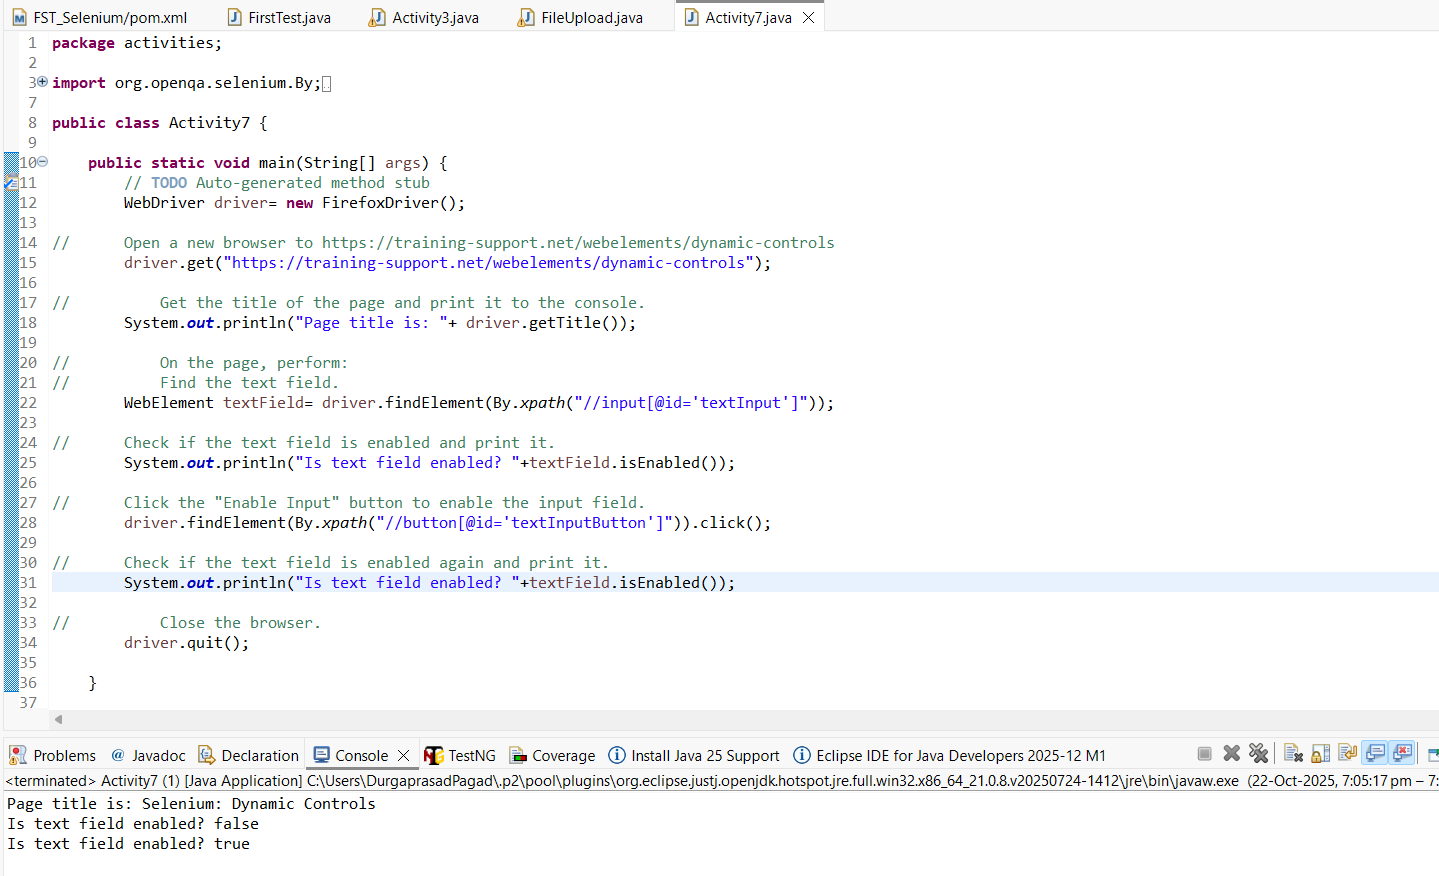 FST_Selenium/pom.xml FirstTest.java Activity3.java FileUpload.java Activity7.java
1 package activities;
2
3 import org.openqa.selenium.By;
7
8 public class Activity7 {
9
10 public static void main(String[] args) {
11 // TODO Auto-generated method stub
12 WebDriver driver= new FirefoxDriver();
13
14 // Open a new browser to https://training-support.net/webelements/dynamic-controls
15 driver.get("https://training-support.net/webelements/dynamic-controls");
16
17 // Get the title of the page and print it to the console.
18 System.out.println("Page title is: "+ driver.getTitle());
19
20 // On the page, perform:
21 // Find the text field.
22 WebElement textField= driver.findElement(By.xpath("//input[@id='textInput']"));
23
24 // Check if the text field is enabled and print it.
25 System.out.println("Is text field enabled? "+textField.isEnabled());
26
27 // Click the "Enable Input" button to enable the input field.
28 driver.findElement(By.xpath("//button[@id='textInputButton']")).click();
29
30 // Check if the text field is enabled again and print it.
31 System.out.println("Is text field enabled? "+textField.isEnabled());
32
33 // Close the browser.
34 driver.quit();
35
36 }
37
Problems @ Javadoc Declaration Console TestNG Coverage Install Java 25 Support Eclipse IDE for Java Developers 2025-12 M1
<terminated> Activity7 (1) [Java Application] C:\Users\DurgaprasadPagad\.p2\pool\plugins\org.eclipse.justj.openjdk.hotspot.jre.full.win32.x86_64_21.0.8.v20250724-1412\jre\bin\javaw.exe (22-Oct-2025, 7:05:17 pm – 7:
Page title is: Selenium: Dynamic Controls
Is text field enabled? false
Is text field enabled? true